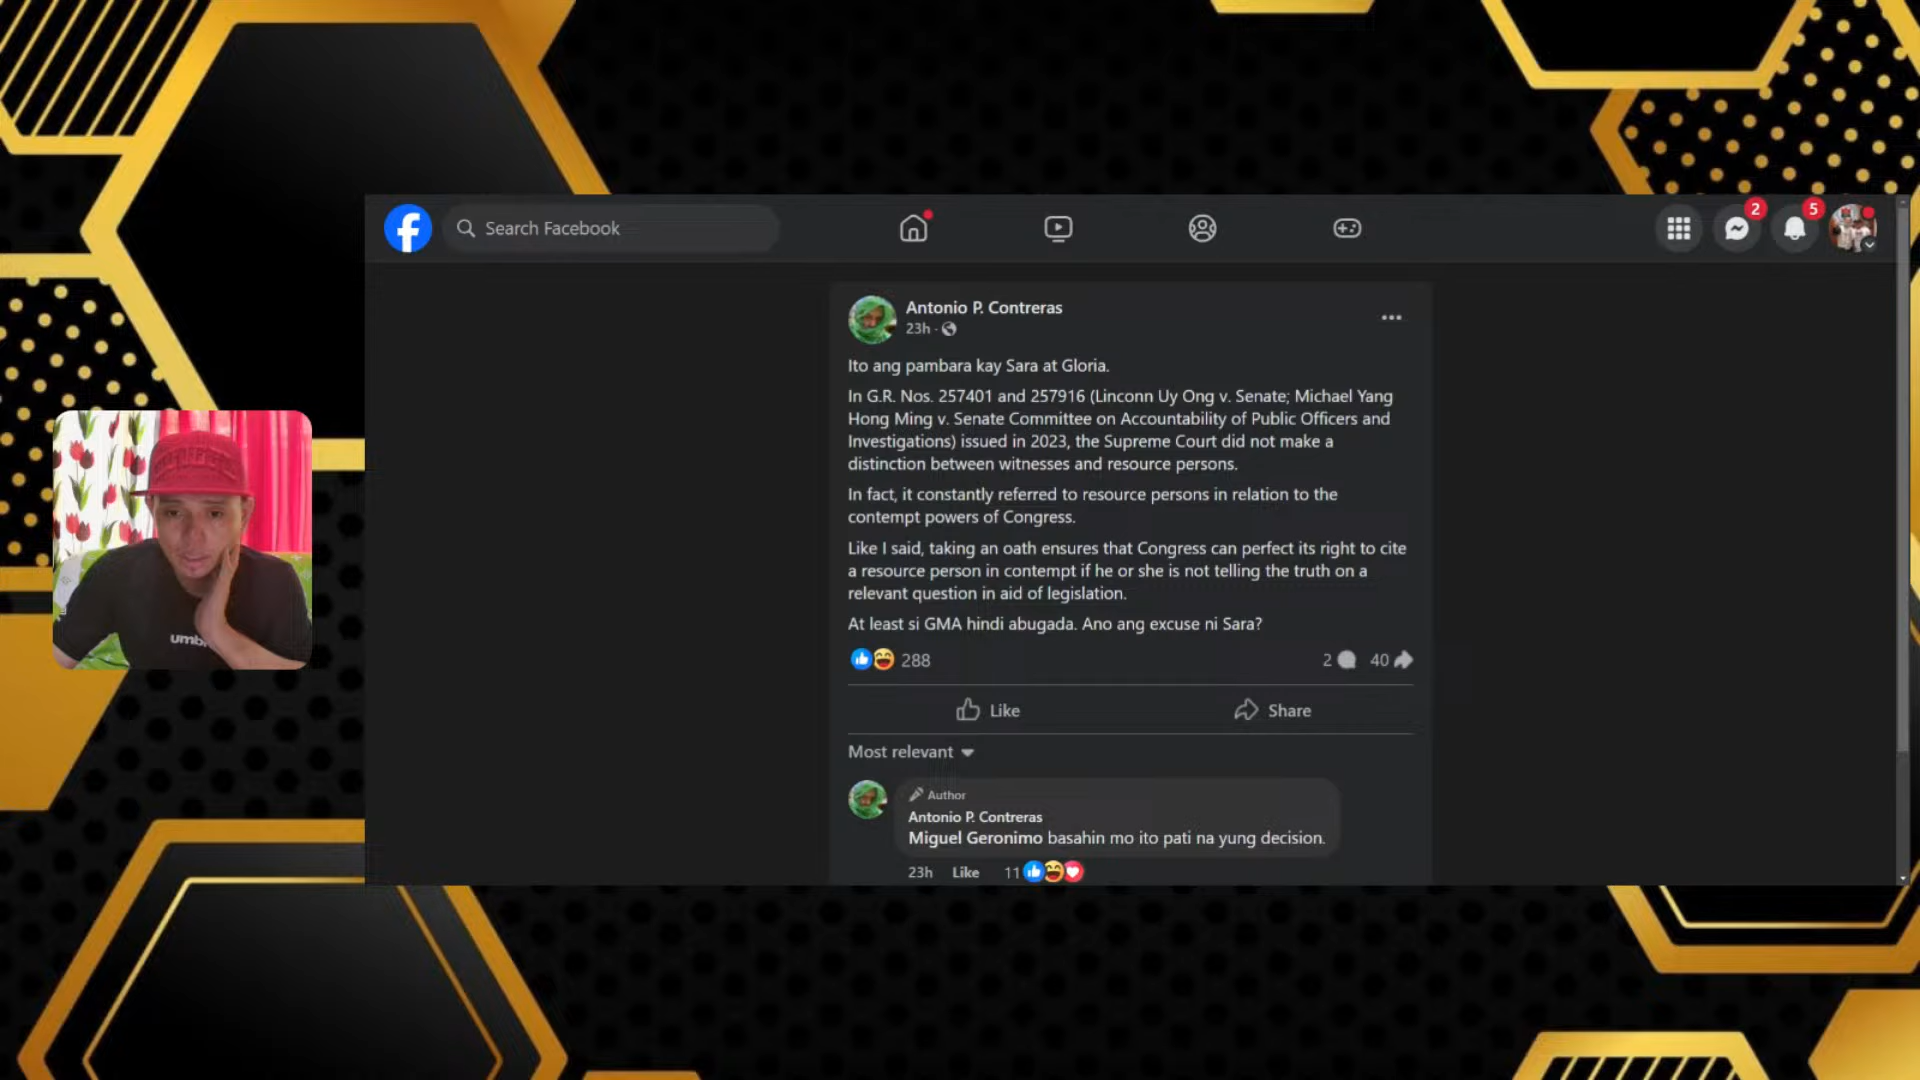 Search Facebook
2
5
Antonio P. Contreras
23h
Ito ang pambara kay Sara at Gloria.
In G.R. Nos. 257401 and 257916 (Linconn Uy Ong v. Senate; Michael Yang
Hong Ming v. Senate Committee on Accountability of Public Officers and
Investigations) issued in 2023, the Supreme Court did not make a
distinction between witnesses and resource persons.
In fact, it constantly referred to resource persons in relation to the
contempt powers of Congress.
Like I said, taking an oath ensures that Congress can perfect its right to cite
a resource person in contempt if he or she is not telling the truth on a
relevant question in aid of legislation.
At least si GMA hindi abugada. Ano ang excuse ni Sara?
288
2
40
Like
Share
Most relevant
Author
Antonio P. Contreras
Miguel Geronimo basahin mo ito pati na yung decision.
23h Like 11